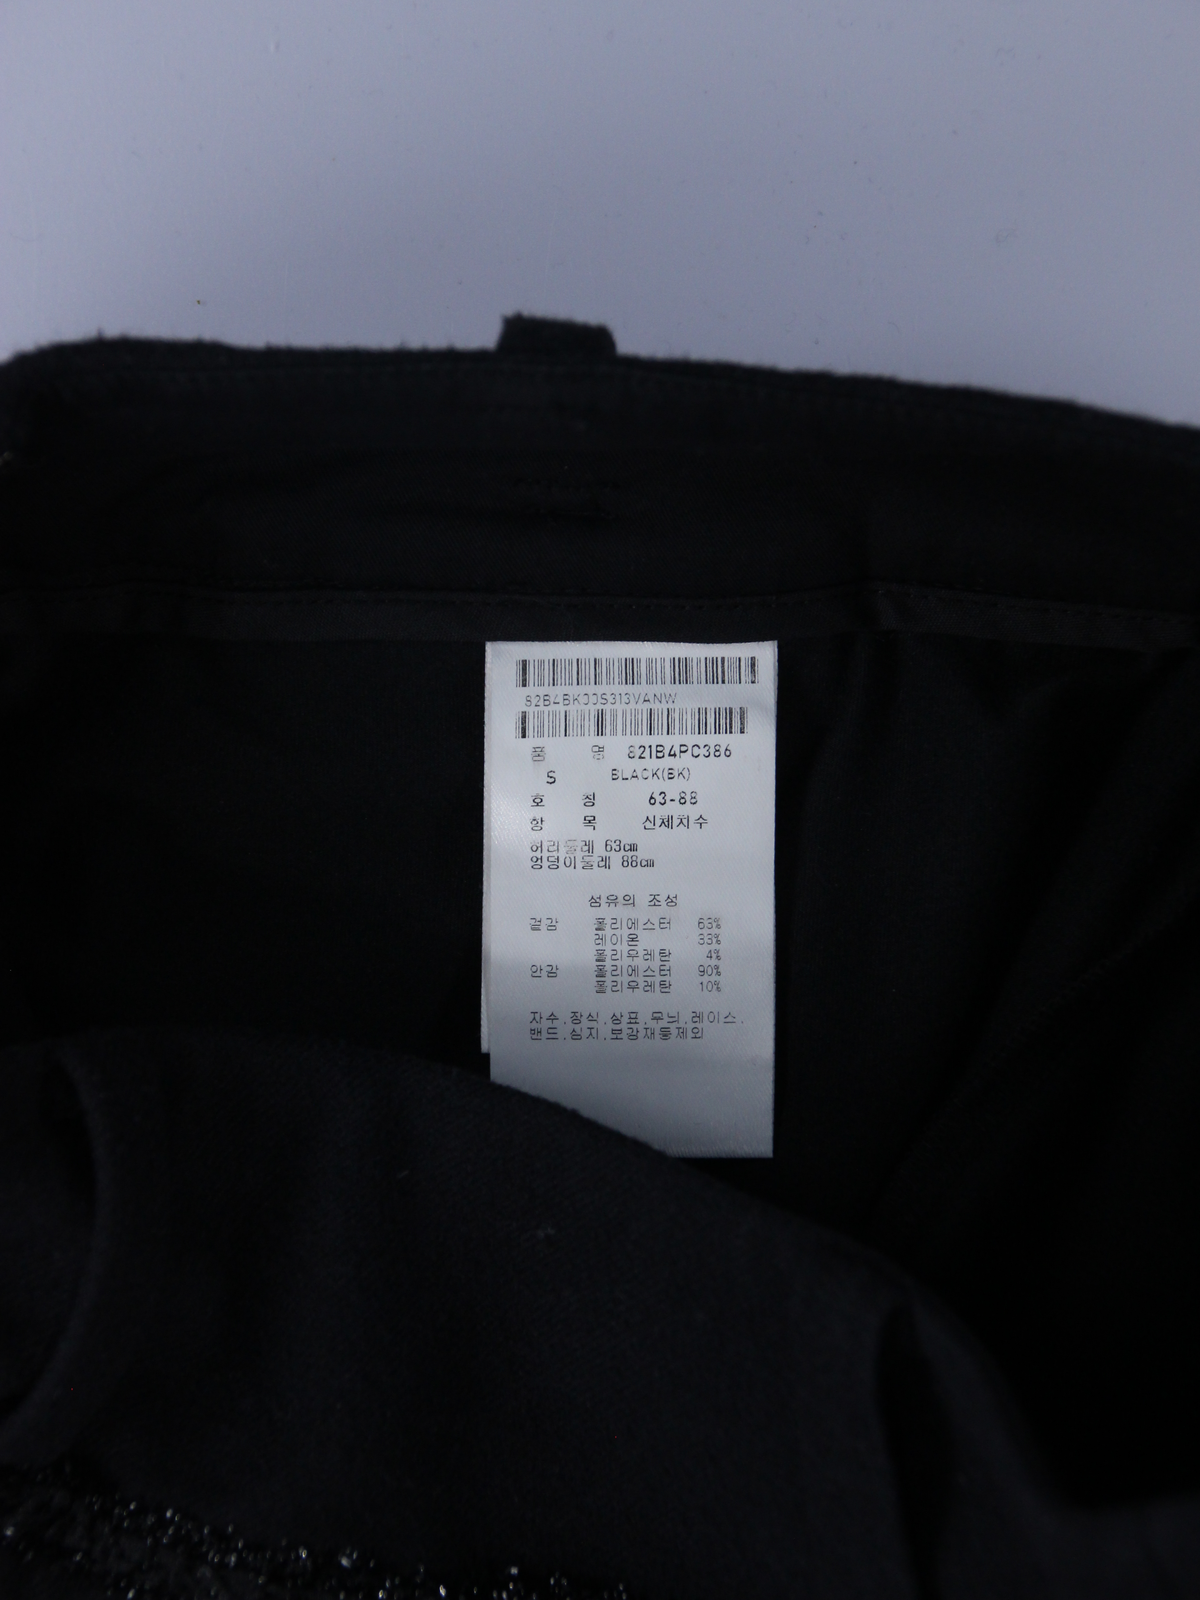 82B4BK00S313VANW
품 명 821B4PC386
S BLACK(BK)
호 칭 63-88
항 목 신체치수
허리둘레 63cm
엉덩이둘레 88cm
섬유의 조성
겉감 폴리에스터 63%
레이온 33%
폴리우레탄 4%
안감 폴리에스터 90%
폴리우레탄 10%
자수,장식,상표,무늬,레이스,
밴드,심지,보강재등제외